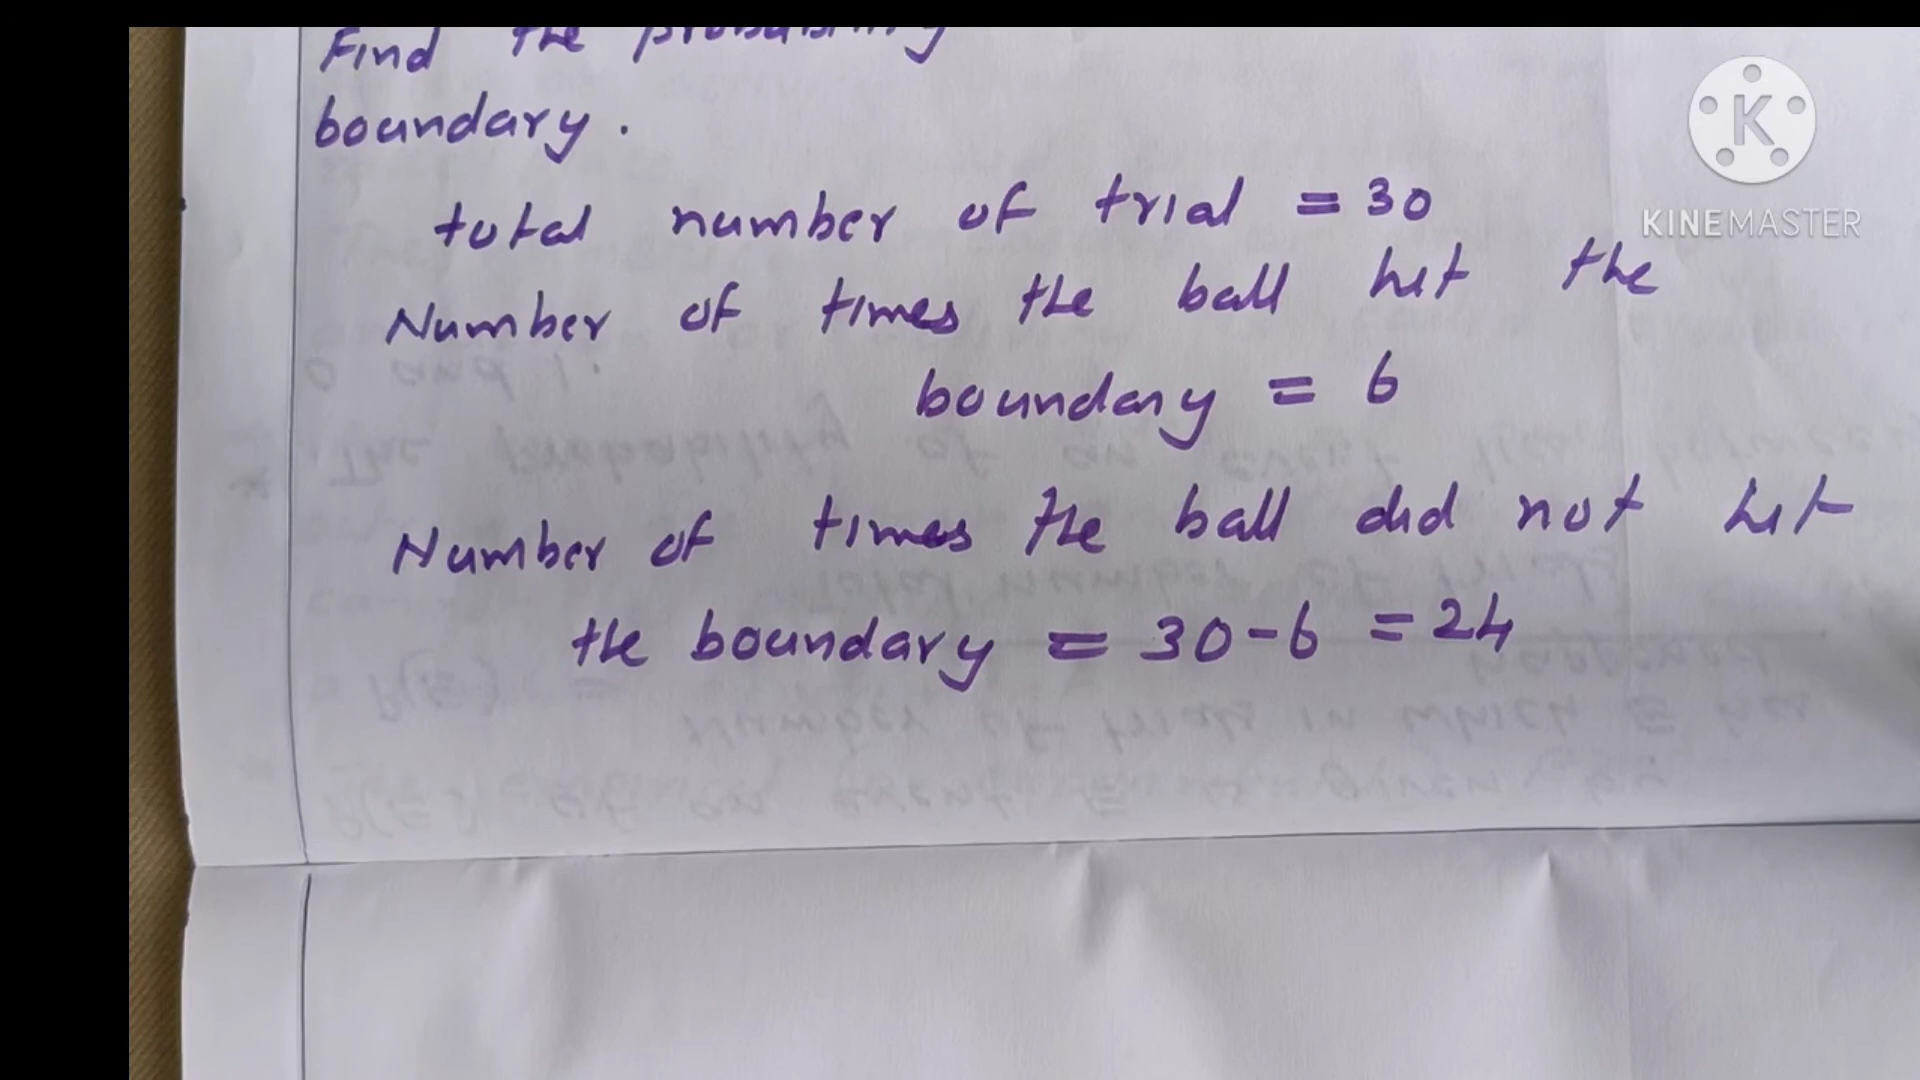 Find the probability
boundary.
total number of trial = 30
Number of times the ball hit the
boundary = 6
Number of times the ball did not hit
the boundary = 30-6 = 24
K
KINEMASTER